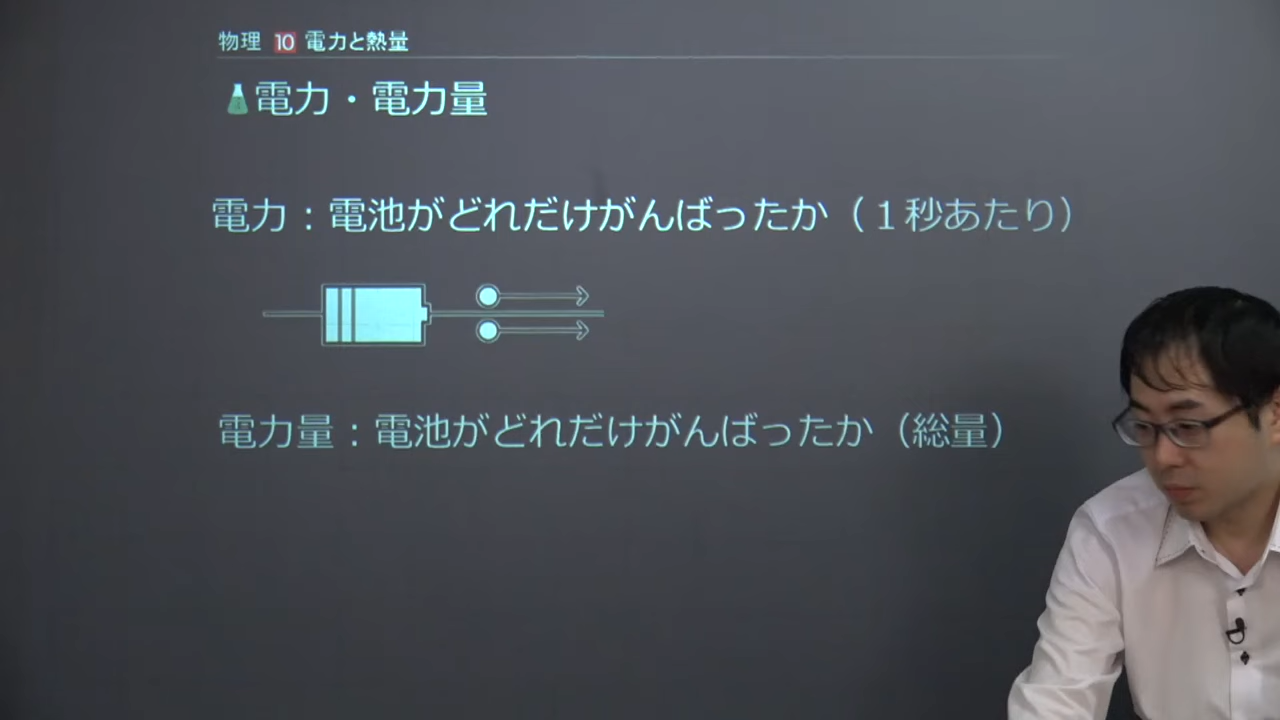 物理 10 電力と熱量
電力・電力量
電力：電池がどれだけがんばったか（１秒あたり）
電力量：電池がどれだけがんばったか（総量）